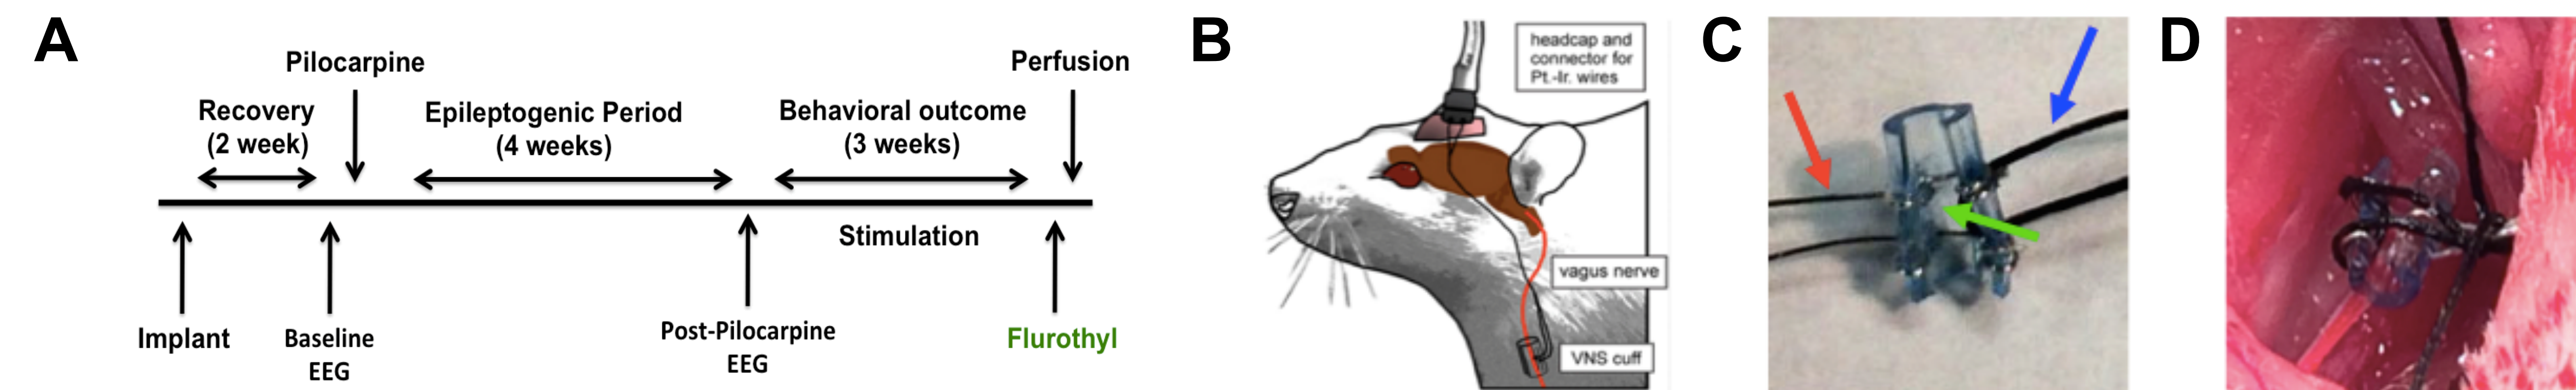 A
Pilocarpine
Perfusion
Recovery
(2 week)
Epileptogenic Period
(4 weeks)
Behavioral outcome
(3 weeks)
Stimulation
Implant
Baseline
EEG
Post-Pilocarpine
EEG
Flurothyl
B
headcap and
connector for
Pt.-Ir. wires
vagus nerve
VNS cuff
C
D